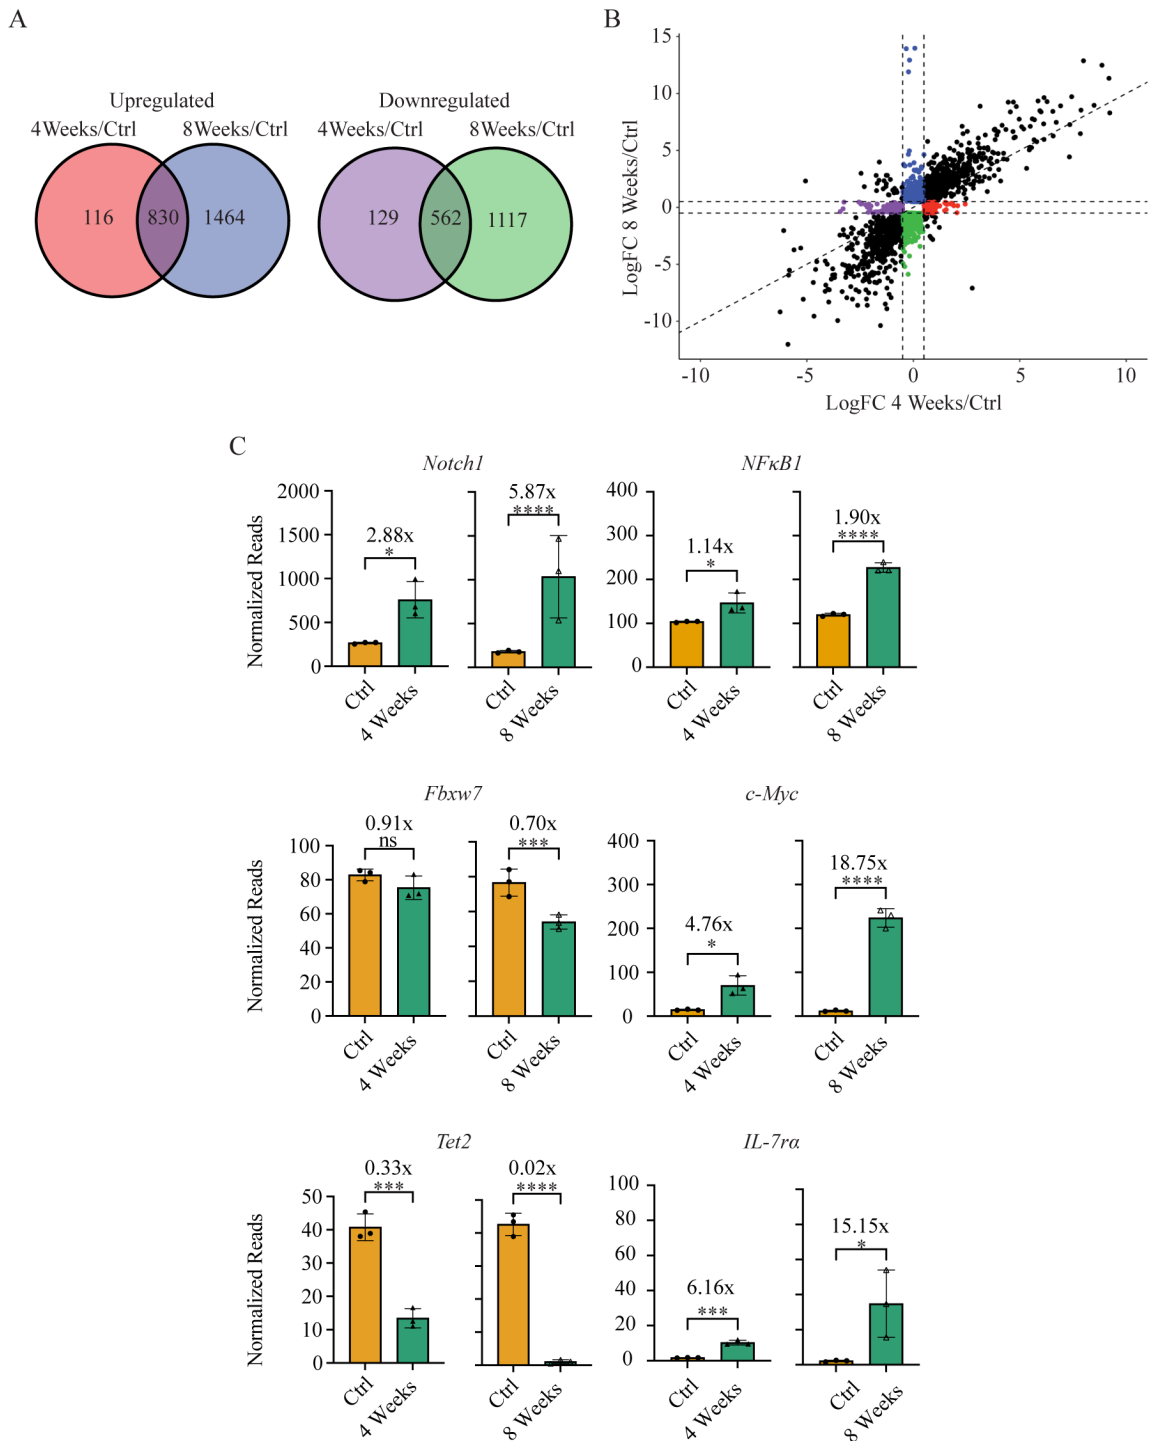 A
Upregulated
4Weeks/Ctrl 8Weeks/Ctrl
116 830 1464
Downregulated
4Weeks/Ctrl 8Weeks/Ctrl
129 562 1117
B
LogFC 8 Weeks/Ctrl
15
10
5
0
-5
-10
-10 -5 0 5 10
LogFC 4 Weeks/Ctrl
C
Notch1
Normalized Reads
2000
1500
1000
500
0
2.88x
*
Ctrl
4 Weeks
5.87x
****
Ctrl
8 Weeks
NFκB1
400
300
200
100
0
1.14x
*
Ctrl
4 Weeks
1.90x
****
Ctrl
8 Weeks
Fbxw7
Normalized Reads
100
80
60
40
20
0
0.91x
ns
Ctrl
4 Weeks
0.70x
***
Ctrl
8 Weeks
c-Myc
400
300
200
100
0
4.76x
*
Ctrl
4 Weeks
18.75x
****
Ctrl
8 Weeks
Tet2
Normalized Reads
50
40
30
20
10
0
0.33x
***
Ctrl
4 Weeks
0.02x
****
Ctrl
8 Weeks
IL-7rα
100
80
60
40
20
0
6.16x
***
Ctrl
4 Weeks
15.15x
*
Ctrl
8 Weeks